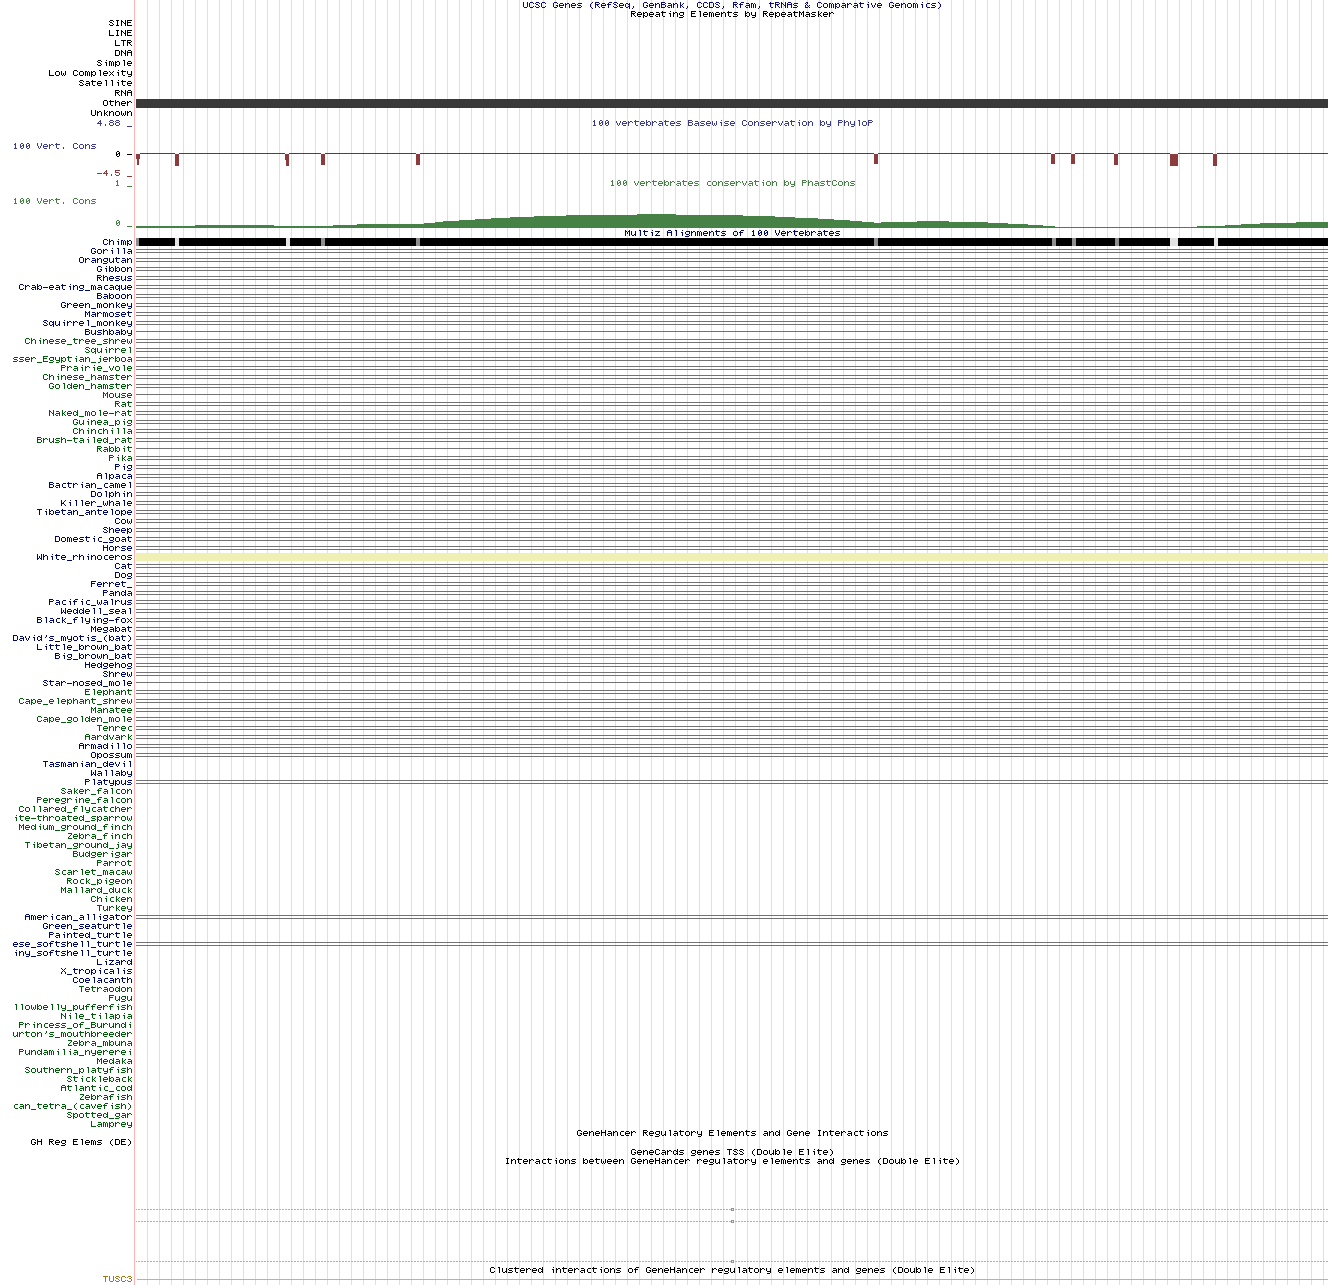 UCSC Genes (RefSeq, GenBank, CCDS, Rfam, tRNAs & Comparative Genomics)
Repeating Elements by RepeatMasker
SINE
LINE
LTR
DNA
Simple
Low Complexity
Satellite
RNA
Other
Unknown
4.88 _
100 vertebrates Basewise Conservation by PhyloP
100 Vert. Cons
0 _
-4.5 _
1 _
100 vertebrates conservation by PhastCons
100 Vert. Cons
0 _
Multiz Alignments of 100 Vertebrates
Chimp
Gorilla
Orangutan
Gibbon
Rhesus
Crab-eating_macaque
Baboon
Green_monkey
Marmoset
Squirrel_monkey
Bushbaby
Chinese_tree_shrew
Squirrel
sser_Egyptian_jerboa
Prairie_vole
Chinese_hamster
Golden_hamster
Mouse
Rat
Naked_mole-rat
Guinea_pig
Chinchilla
Brush-tailed_rat
Rabbit
Pika
Pig
Alpaca
Bactrian_camel
Dolphin
Killer_whale
Tibetan_antelope
Cow
Sheep
Domestic_goat
Horse
White_rhinoceros
Cat
Dog
Ferret_
Panda
Pacific_walrus
Weddell_seal
Black_flying-fox
Megabat
David's_myotis_(bat)
Little_brown_bat
Big_brown_bat
Hedgehog
Shrew
Star-nosed_mole
Elephant
Cape_elephant_shrew
Manatee
Cape_golden_mole
Tenrec
Aardvark
Armadillo
Opossum
Tasmanian_devil
Wallaby
Platypus
Saker_falcon
Peregrine_falcon
Collared_flycatcher
ite-throated_sparrow
Medium_ground_finch
Zebra_finch
Tibetan_ground_jay
Budgerigar
Parrot
Scarlet_macaw
Rock_pigeon
Mallard_duck
Chicken
Turkey
American_alligator
Green_seaturtle
Painted_turtle
ese_softshell_turtle
iny_softshell_turtle
Lizard
X_tropicalis
Coelacanth
Tetraodon
Fugu
llowbelly_pufferfish
Nile_tilapia
Princess_of_Burundi
urton's_mouthbreeder
Zebra_mbuna
Pundamilia_nyererei
Medaka
Southern_platyfish
Stickleback
Atlantic_cod
Zebrafish
can_tetra_(cavefish)
Spotted_gar
Lamprey
GeneHancer Regulatory Elements and Gene Interactions
GH Reg Elems (DE)
GeneCards genes TSS (Double Elite)
Interactions between GeneHancer regulatory elements and genes (Double Elite)
Clustered interactions of GeneHancer regulatory elements and genes (Double Elite)
TUSC3